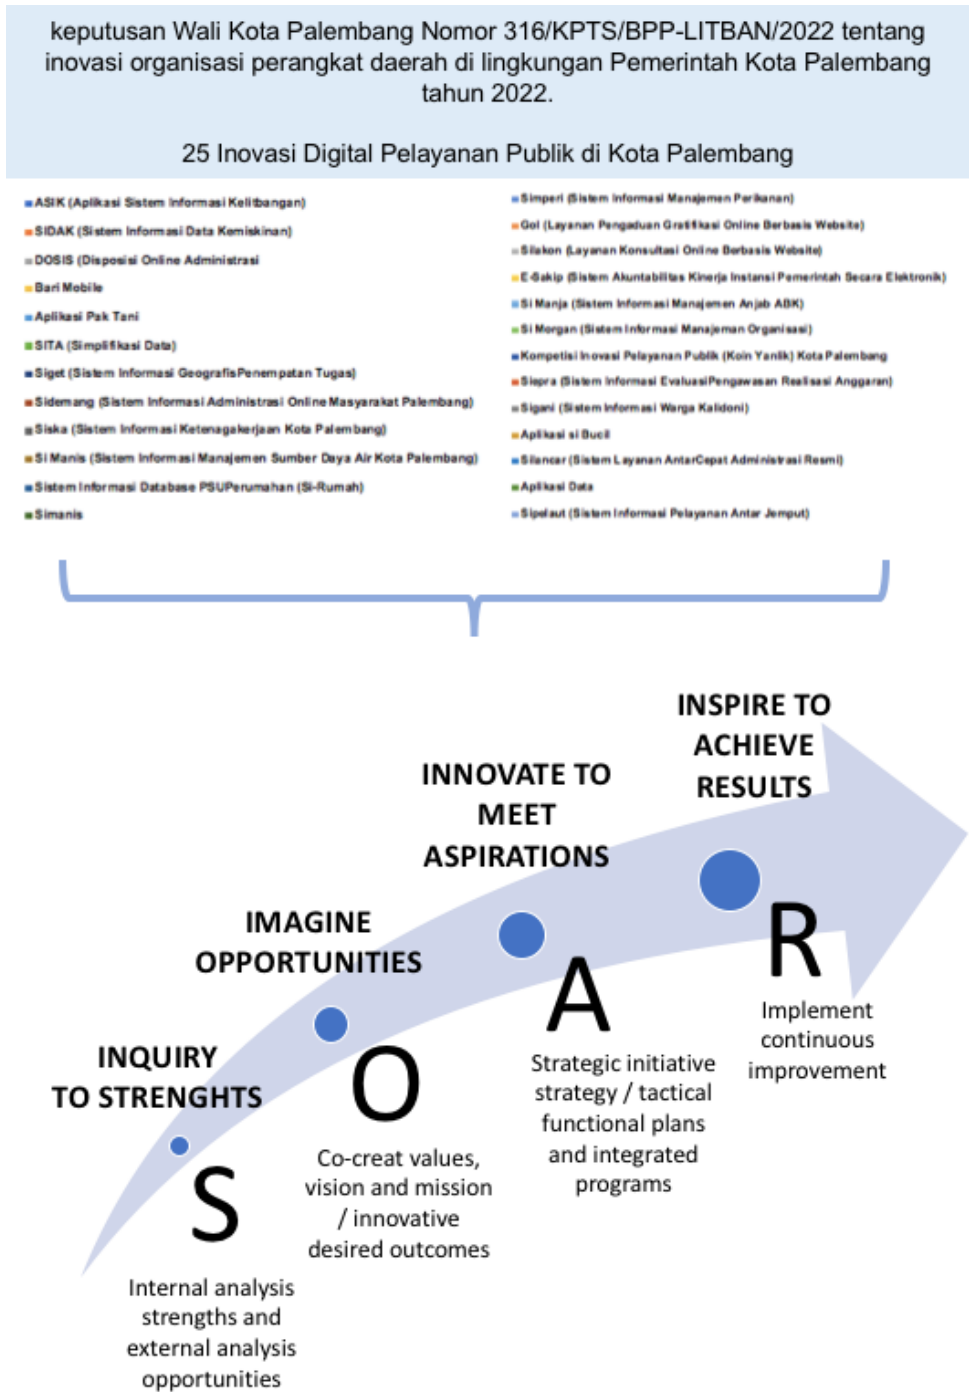 keputusan Wali Kota Palembang Nomor 316/KPTS/BPP-LITBAN/2022 tentang
inovasi organisasi perangkat daerah di lingkungan Pemerintah Kota Palembang
tahun 2022.
25 Inovasi Digital Pelayanan Publik di Kota Palembang
ASIK (Aplikasi Sistem Informasi Kelitbangan)
SIDAK (Sistem Informasi Data Kemiskinan)
DOSIS (Disposisi Online Administrasi
Bari Mobile
Aplikasi Pak Tani
SITA (Simplifikasi Data)
Siget (Sistem Informasi GeografisPenempatan Tugas)
Sidemang (Sistem Informasi Administrasi Online Masyarakat Palembang)
Siska (Sistem Informasi Ketenagakerjaan Kota Palembang)
Si Manis (Sistem Informasi Manajemen Sumber Daya Air Kota Palembang)
Sistem Informasi Database PSUPerumahan (Si-Rumah)
Simanis
Simperi (Sistem Informasi Manajemen Perikanan)
Gol (Layanan Pengaduan Gratifikasi Online Berbasis Website)
Silakon (Layanan Konsultasi Online Berbasis Website)
E-Sakip (Sistem Akuntabilitas Kinerja Instansi Pemerintah Secara Elektronik)
Si Manja (Sistem Informasi Manajemen Anjab ABK)
Si Morgan (Sistem Informasi Manajeman Organisasi)
Kompetisi Inovasi Pelayanan Publik (Koin Yanlik) Kota Palembang
Siepra (Sistem Informasi EvaluasiPengawasan Realisasi Anggaran)
Sigani (Sistem Informasi Warga Kalidoni)
Aplikasi si Bucil
Silancar (Sistem Layanan AntarCepat Administrasi Resmi)
Aplikasi Data
Sipelaut (Sistem Informasi Pelayanan Antar Jemput)
INSPIRE TO
ACHIEVE
RESULTS
INNOVATE TO
MEET
ASPIRATIONS
IMAGINE
OPPORTUNITIES
INQUIRY
TO STRENGHTS
S
Internal analysis
strengths and
external analysis
opportunities
O
Co-creat values,
vision and mission
/ innovative
desired outcomes
A
Strategic initiative
strategy / tactical
functional plans
and integrated
programs
R
Implement
continuous
improvement